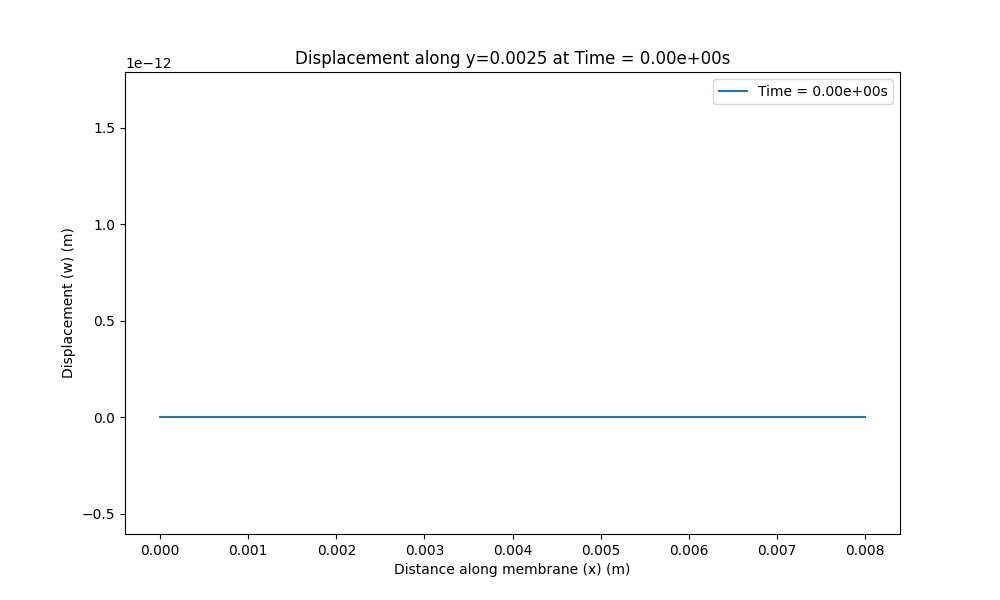 Displacement along y=0.0025 at Time = 0.00e+00s
1e−12
Time = 0.00e+00s
1.5
1.0
0.5
0.0
−0.5
Displacement (w) (m)
0.000 0.001 0.002 0.003 0.004 0.005 0.006 0.007 0.008
Distance along membrane (x) (m)